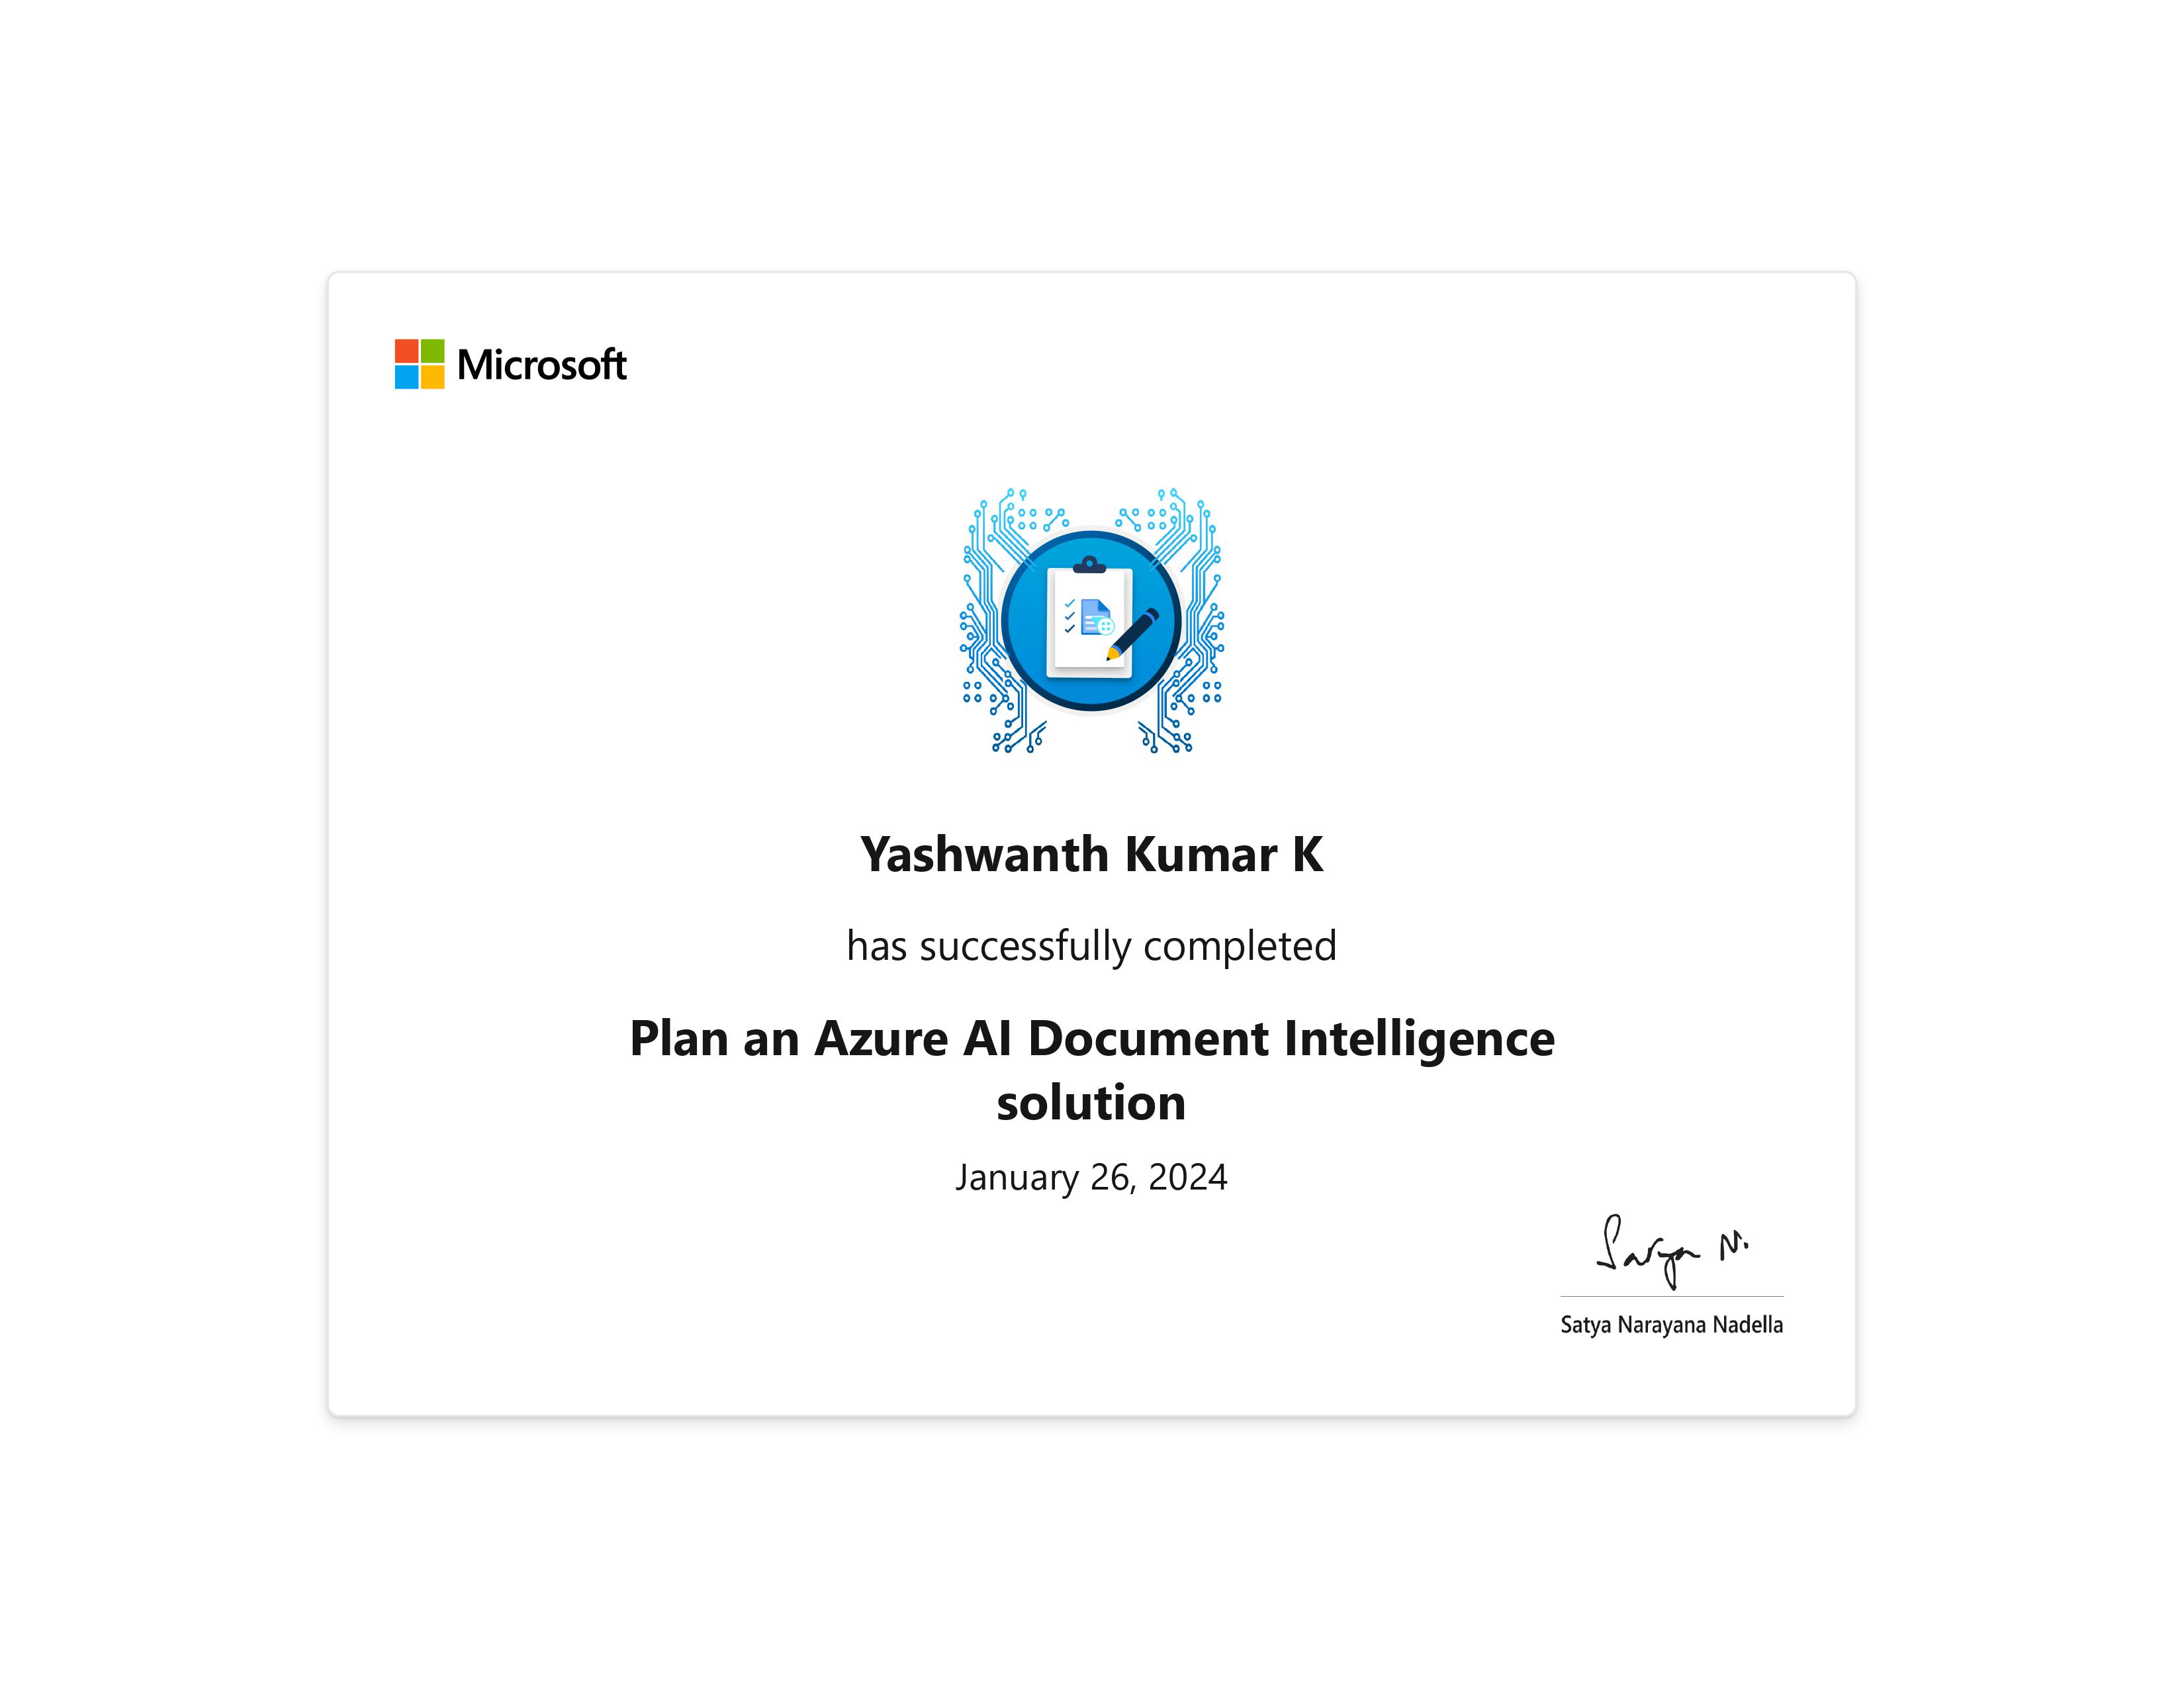 Microsoft
Yashwanth Kumar K
has successfully completed
Plan an Azure AI Document Intelligence
solution
January 26, 2024
Satya N.
Satya Narayana Nadella